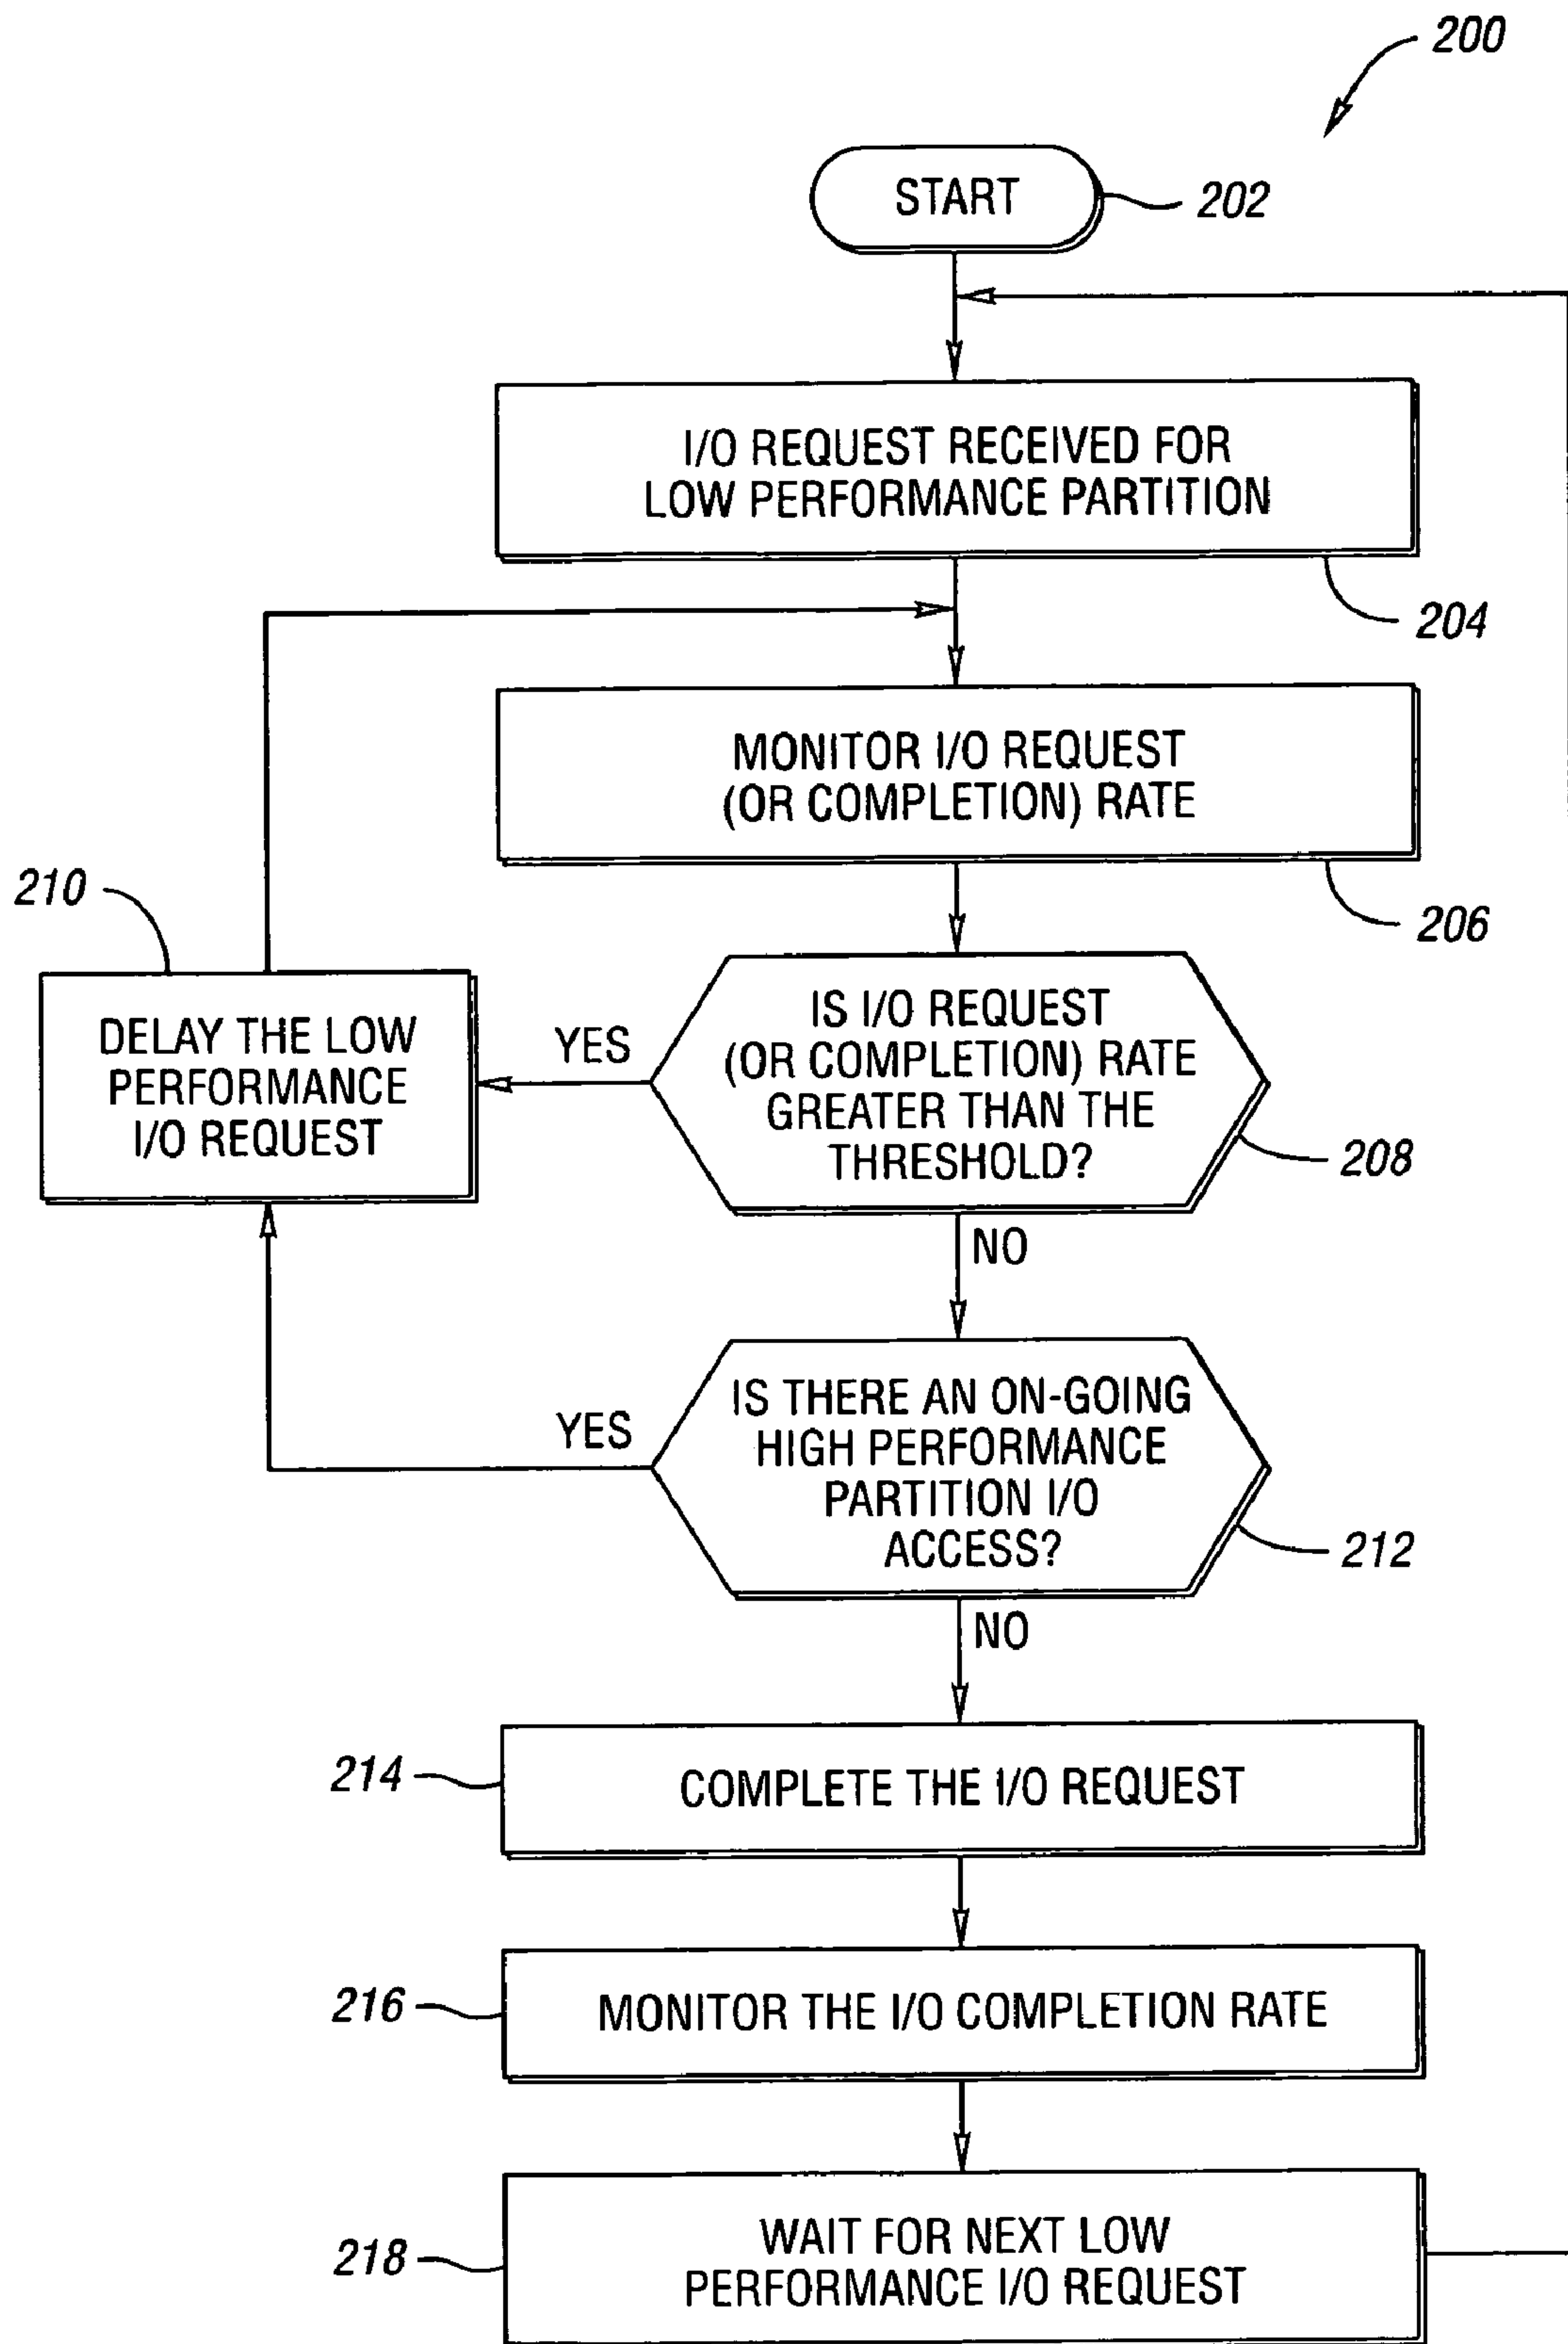 200
START
202
I/O REQUEST RECEIVED FOR
LOW PERFORMANCE PARTITION
204
MONITOR I/O REQUEST
(OR COMPLETION) RATE
206
210
DELAY THE LOW
PERFORMANCE
I/O REQUEST
YES
IS I/O REQUEST
(OR COMPLETION) RATE
GREATER THAN THE
THRESHOLD?
208
NO
YES
IS THERE AN ON-GOING
HIGH PERFORMANCE
PARTITION I/O
ACCESS?
212
NO
214
COMPLETE THE I/O REQUEST
216
MONITOR THE I/O COMPLETION RATE
218
WAIT FOR NEXT LOW
PERFORMANCE I/O REQUEST